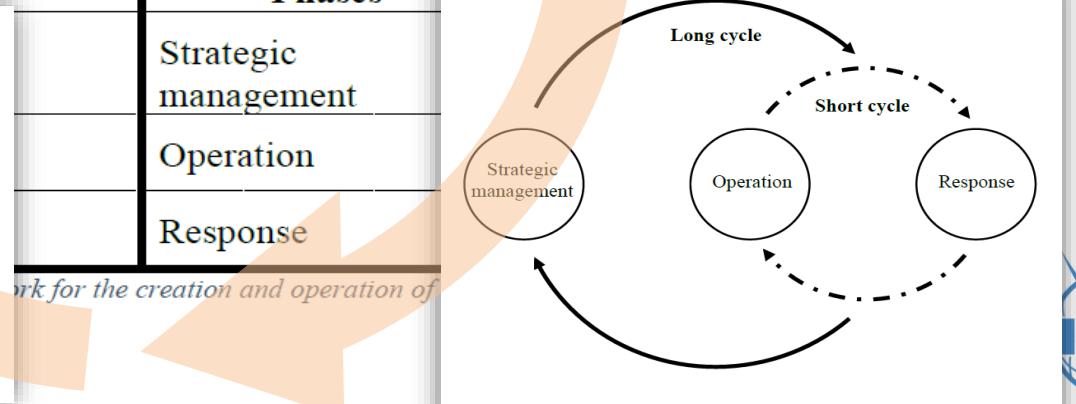 Phases
Strategic
management
Operation
Response
ork for the creation and operation of
Long cycle
Short cycle
Strategic
management
Operation
Response